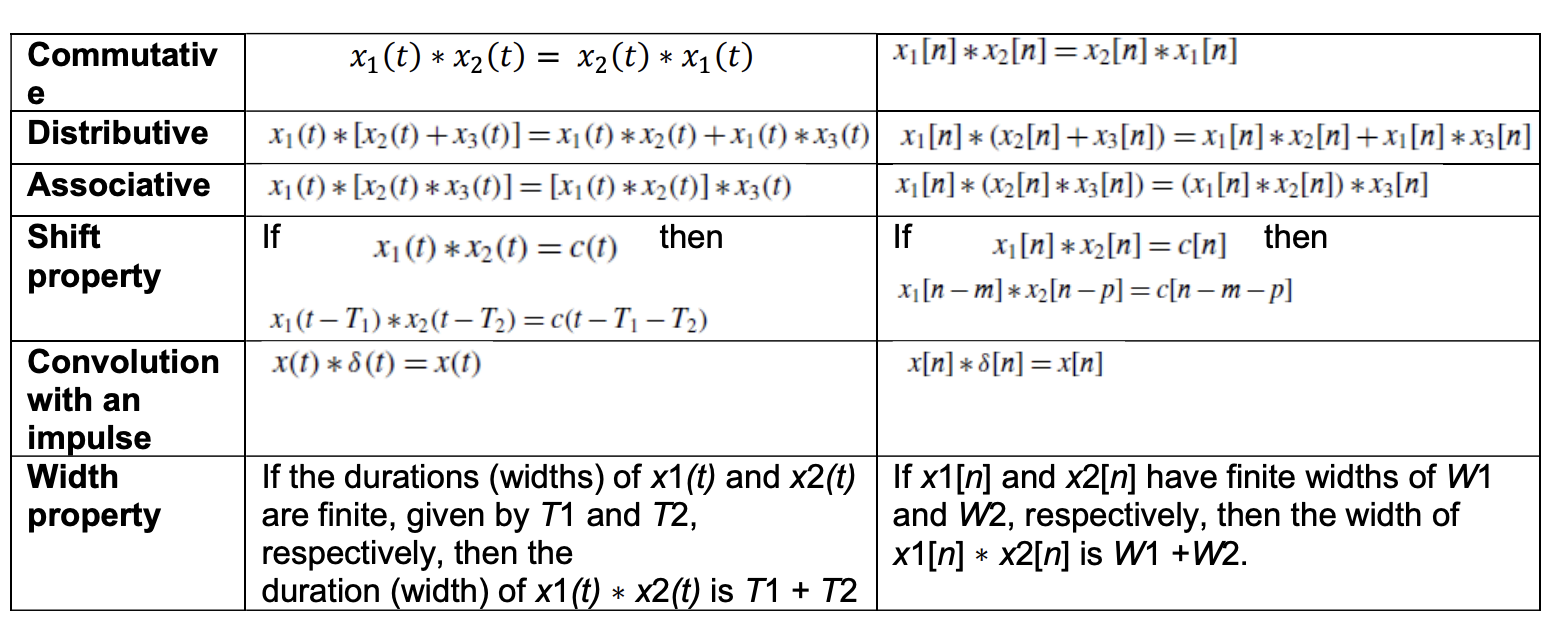 Commutativ
e
x₁(t) ∗ x₂(t) = x₂(t) ∗ x₁(t)
x₁[n] ∗ x₂[n] = x₂[n] ∗ x₁[n]
Distributive
x₁(t) ∗ [x₂(t) + x₃(t)] = x₁(t) ∗ x₂(t) + x₁(t) ∗ x₃(t)
x₁[n] ∗ (x₂[n] + x₃[n]) = x₁[n] ∗ x₂[n] + x₁[n] ∗ x₃[n]
Associative
x₁(t) ∗ [x₂(t) ∗ x₃(t)] = [x₁(t) ∗ x₂(t)] ∗ x₃(t)
x₁[n] ∗ (x₂[n] ∗ x₃[n]) = (x₁[n] ∗ x₂[n]) ∗ x₃[n]
Shift
property
If x₁(t) ∗ x₂(t) = c(t) then
x₁(t − T₁) ∗ x₂(t − T₂) = c(t − T₁ − T₂)
If x₁[n] ∗ x₂[n] = c[n] then
x₁[n − m] ∗ x₂[n − p] = c[n − m − p]
Convolution
with an
impulse
x(t) ∗ δ(t) = x(t)
x[n] ∗ δ[n] = x[n]
Width
property
If the durations (widths) of x1(t) and x2(t)
are finite, given by T1 and T2,
respectively, then the
duration (width) of x1(t) ∗ x2(t) is T1 + T2
If x1[n] and x2[n] have finite widths of W1
and W2, respectively, then the width of
x1[n] ∗ x2[n] is W1 +W2.